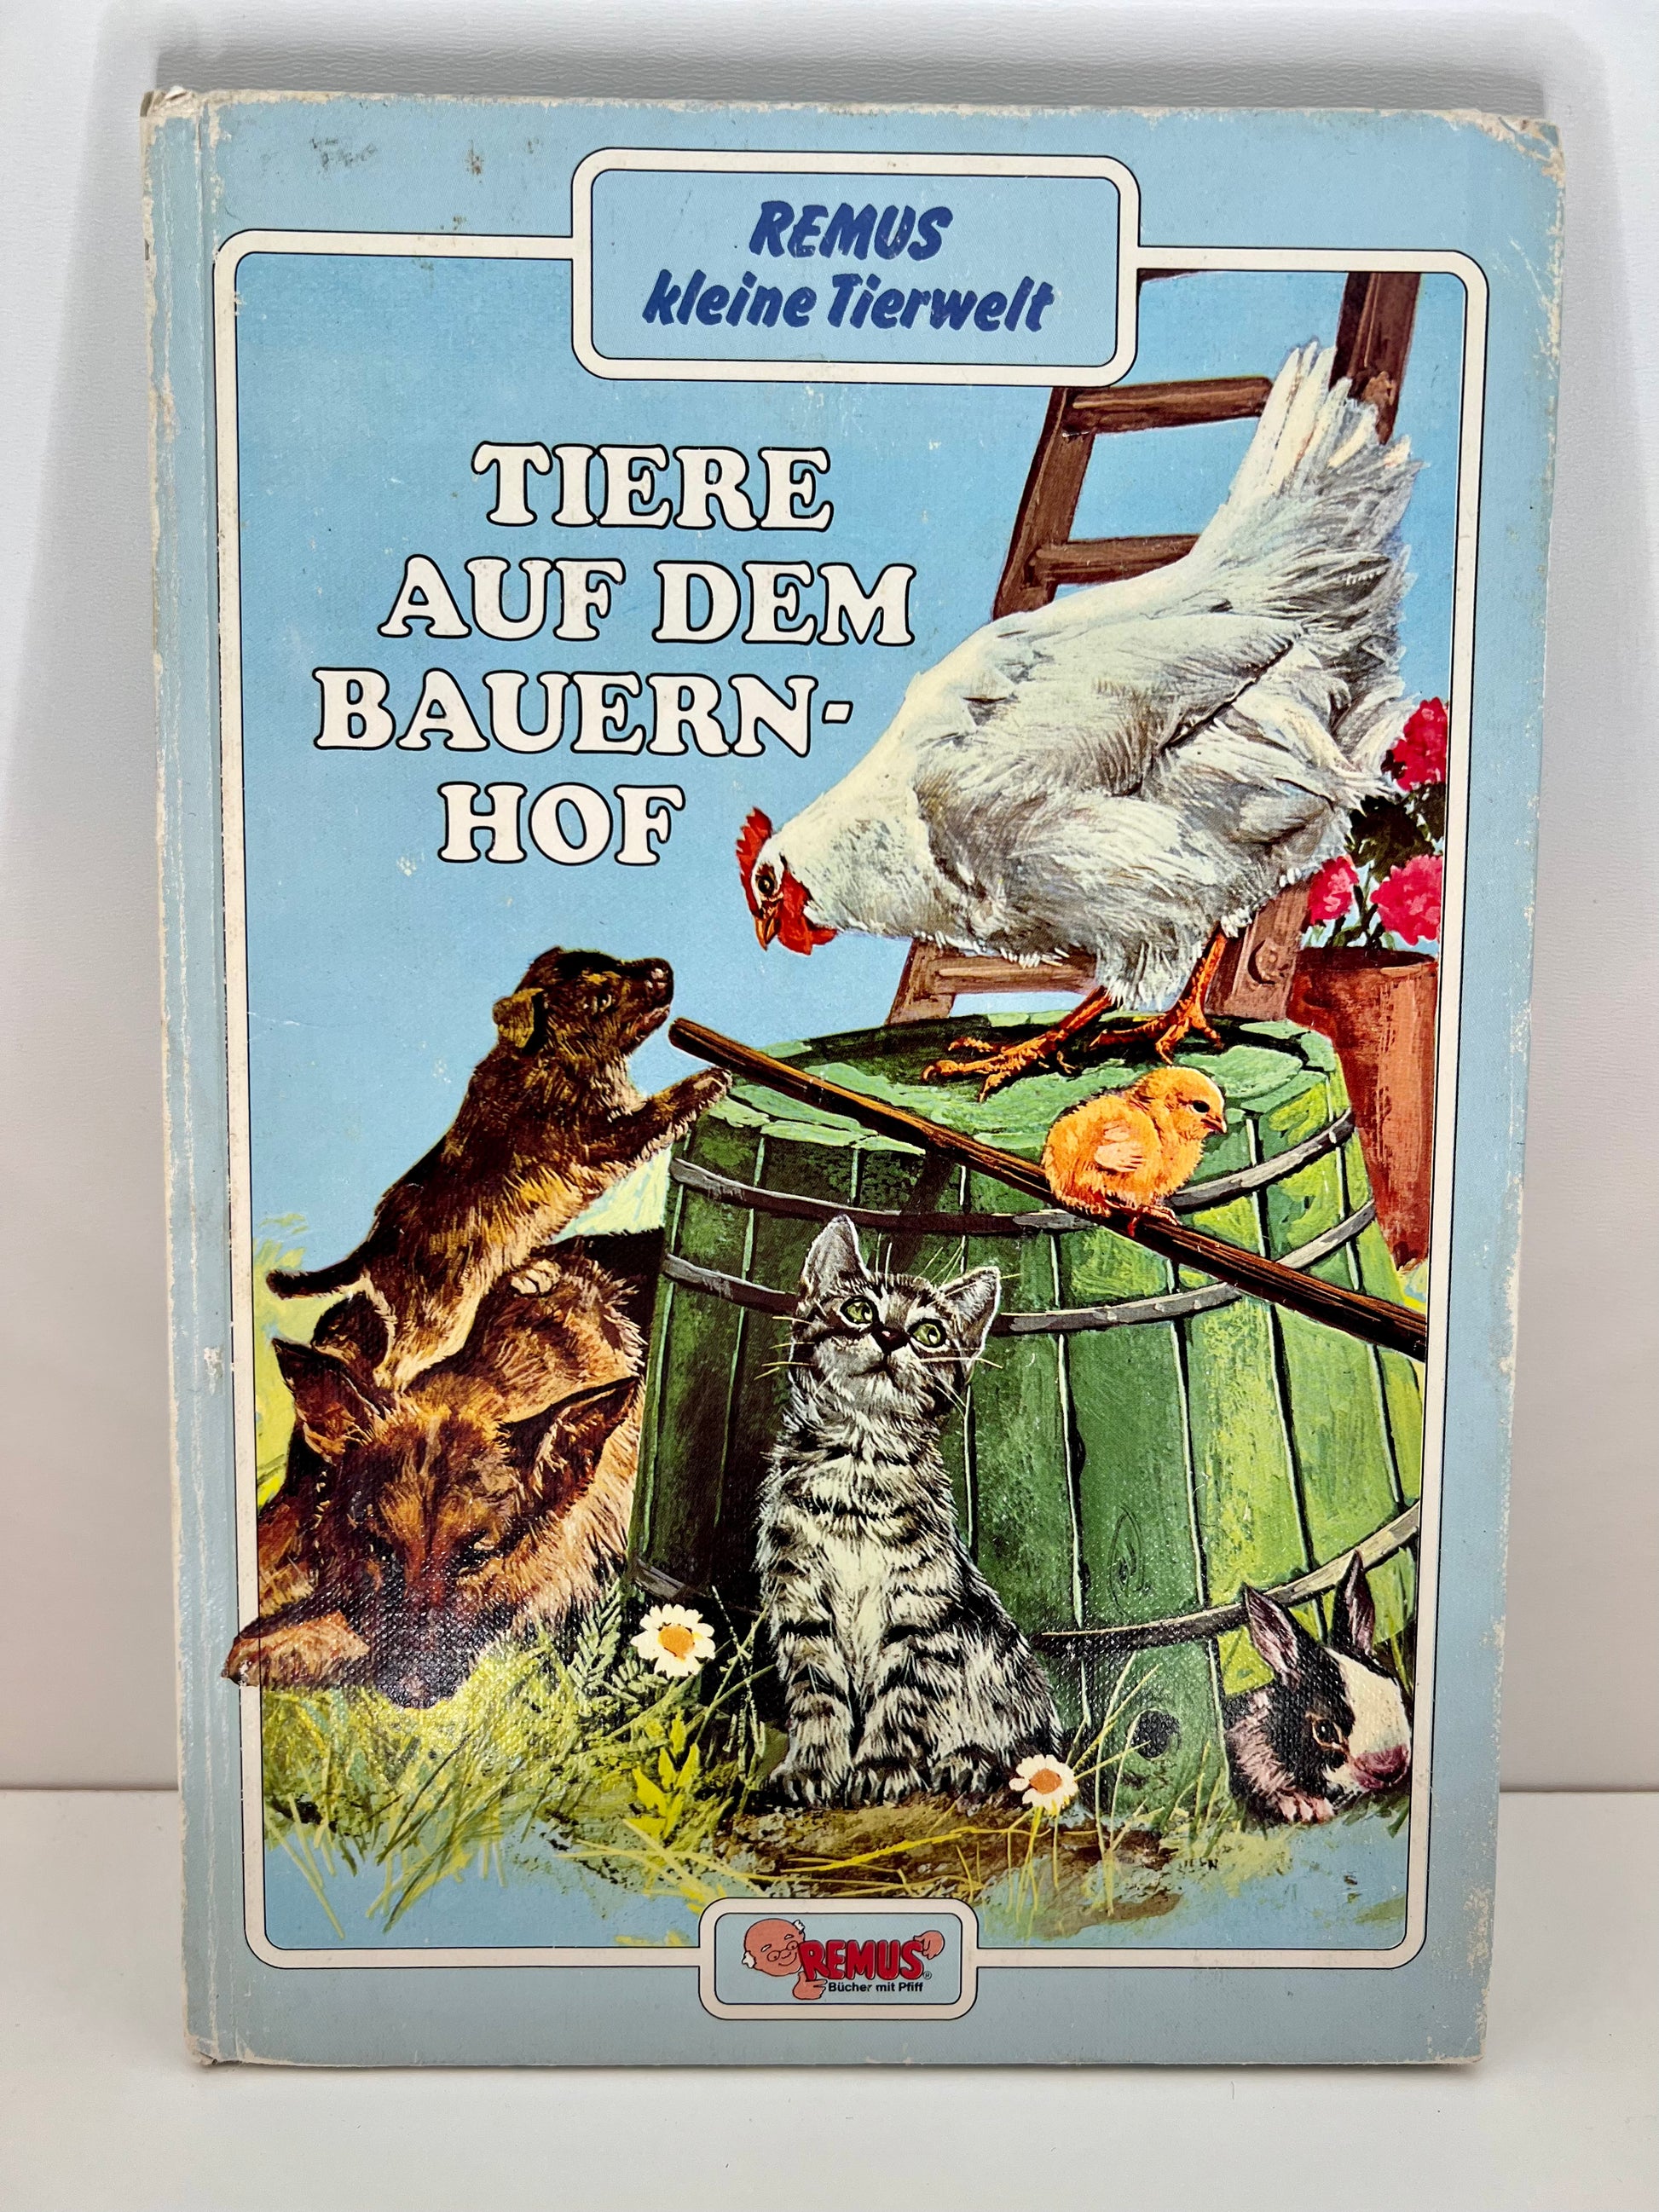 REMUS
kleine Tierwelt
TIERE
AUF DEM
BAUERN-
HOF
REMUS®
Bücher mit Pfiff